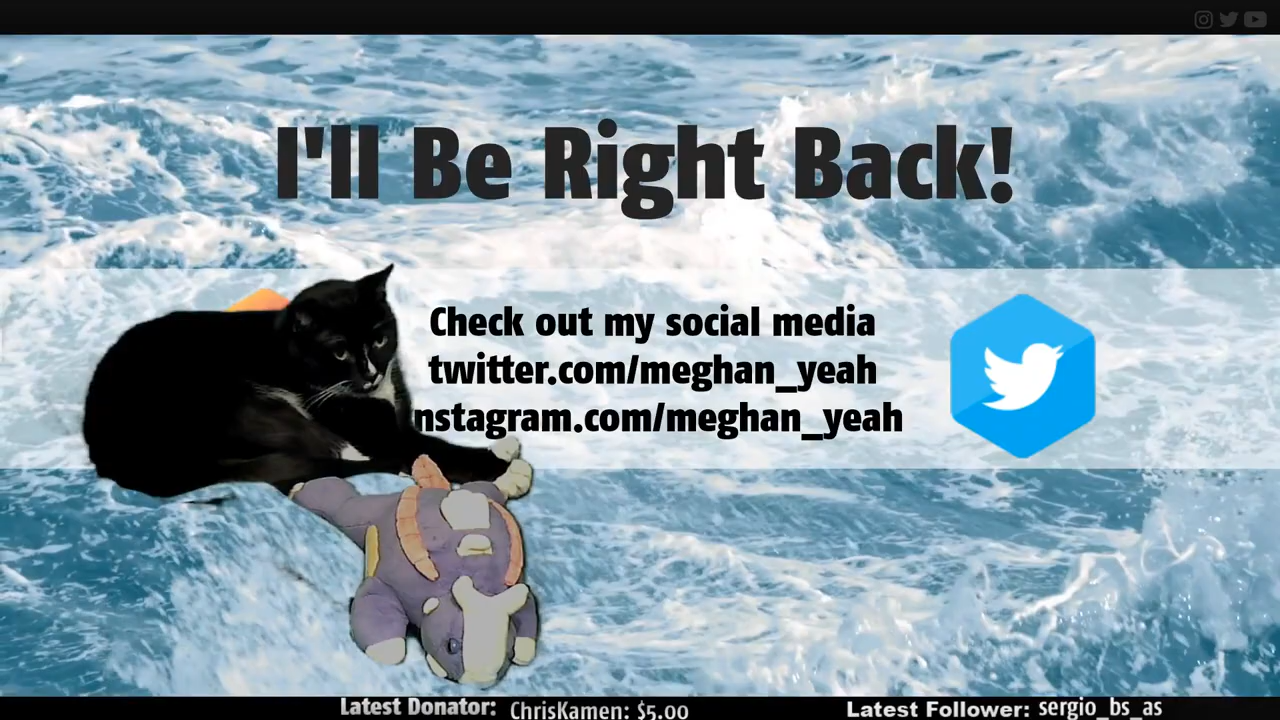 I'll Be Right Back!
Check out my social media
twitter.com/meghan_yeah
nstagram.com/meghan_yeah
Latest Donator: ChrisKamen: $5.00
Latest Follower: sergio_bs_as